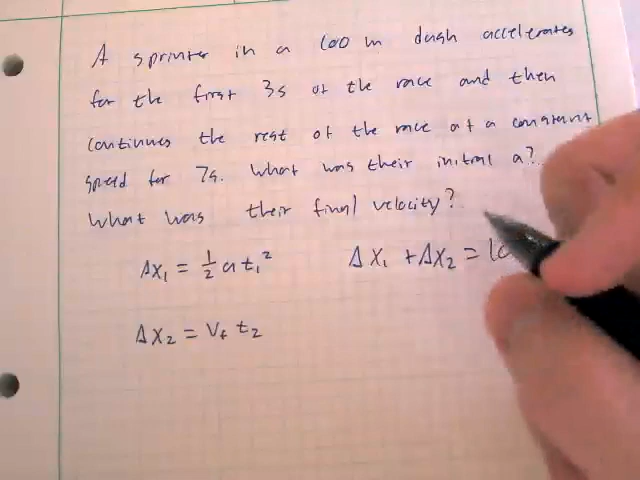 A sprinter in a 100 m dash accelerates
for the first 3s of the race and then
continues the rest of the race at a constant
speed for 7s. What was their initial a?
What was their final velocity?
Δx₁ = ½ a t₁² Δx₁ + Δx₂ = 10
Δx₂ = V_f t₂